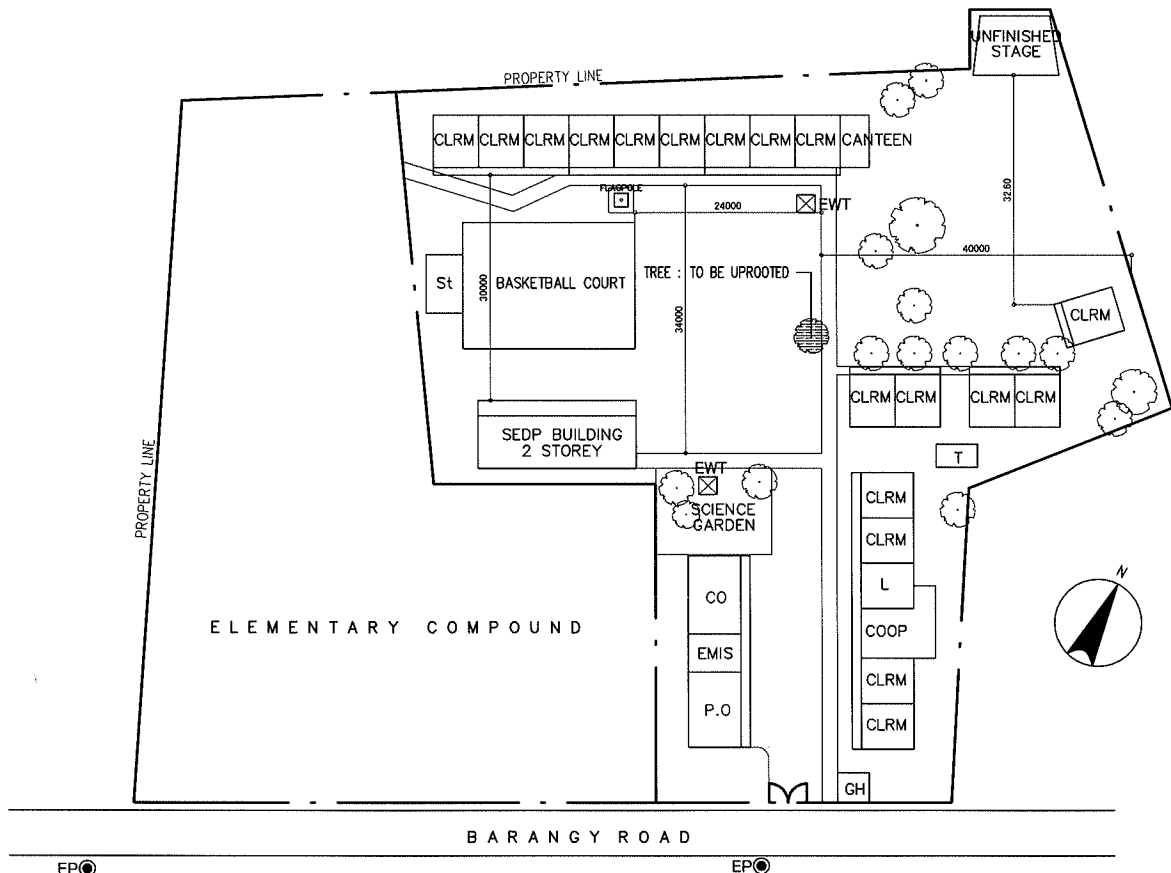 UNFINISHED
STAGE
PROPERTY LINE
CLRM CLRM CLRM CLRM CLRM CLRM CLRM CLRM CLRM CANTEEN
FLAGPOLE
24000
EWT
32.60
40000
St
30000
BASKETBALL COURT
TREE : TO BE UPROOTED
34000
CLRM
CLRM CLRM CLRM CLRM
SEDP BUILDING
2 STOREY
T
EWT
SCIENCE
GARDEN
PROPERTY LINE
CLRM
CLRM
L
COOP
CLRM
CLRM
N
CO
EMIS
P.O
ELEMENTARY COMPOUND
GH
BARANGY ROAD
EP
EP